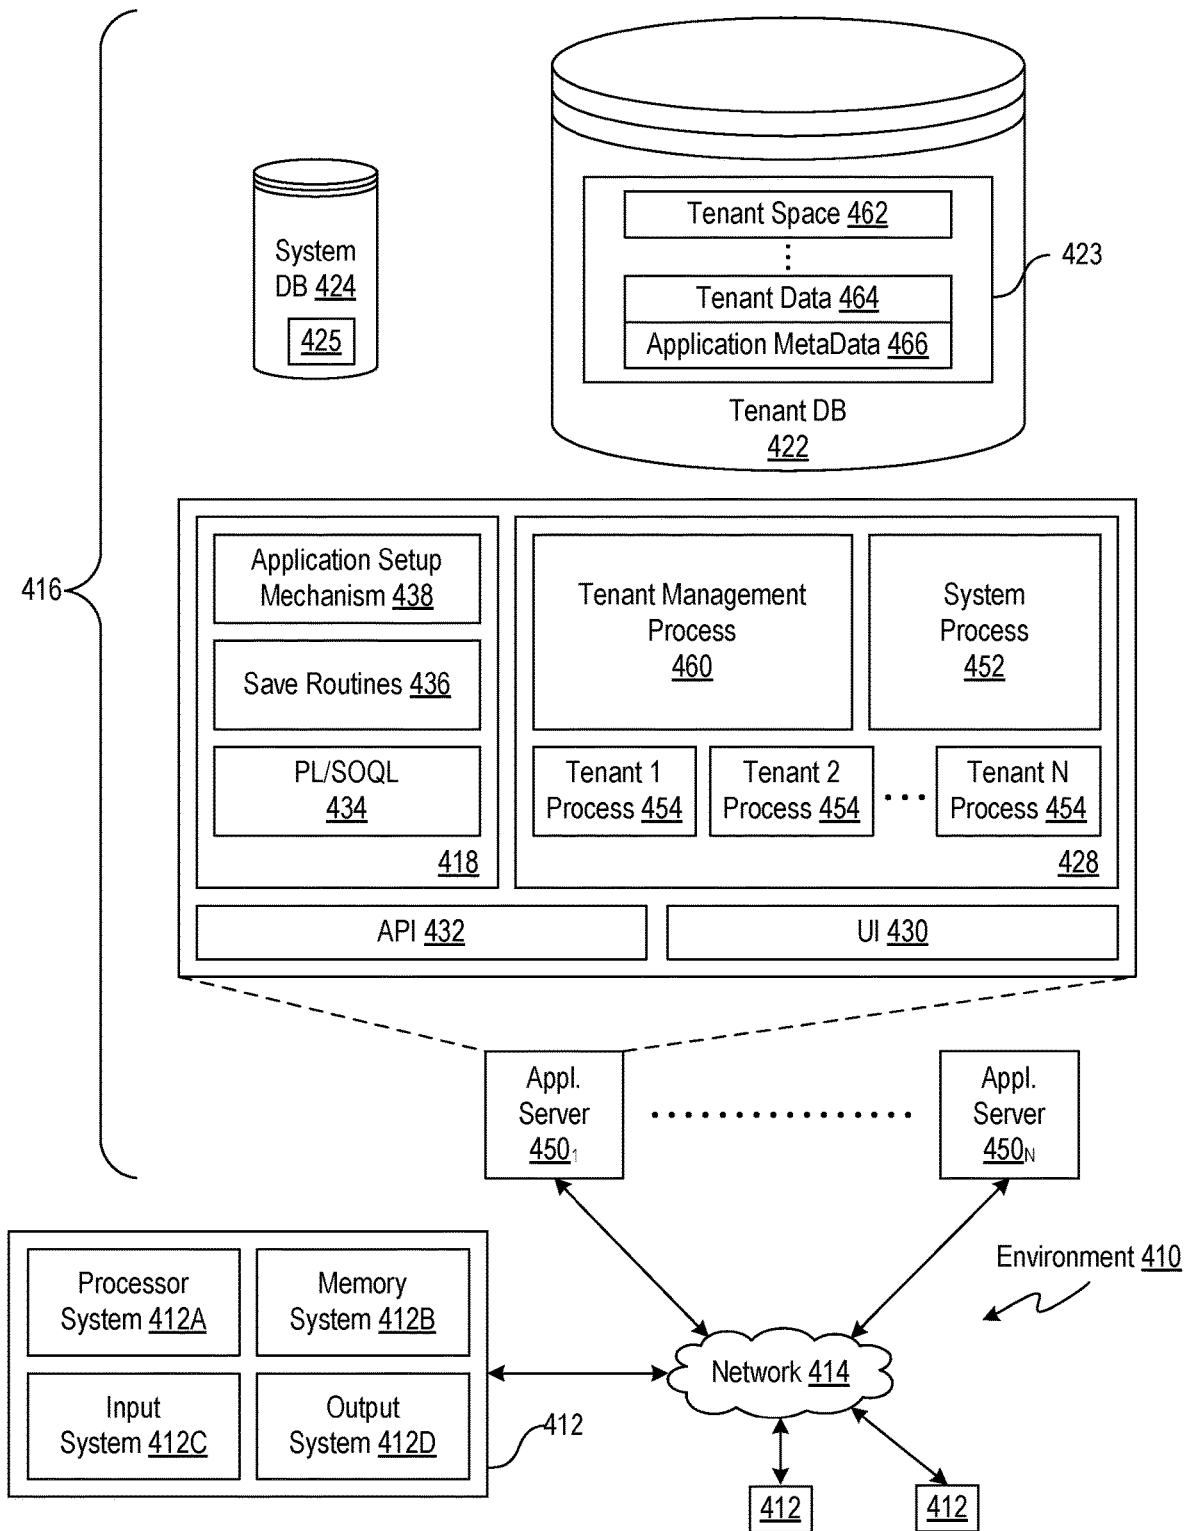 Tenant Space 462
423
System
DB 424
Tenant Data 464
425
Application MetaData 466
Tenant DB
422
416
Application Setup
Mechanism 438
Tenant Management
Process
460
System
Process
452
Save Routines 436
PL/SOQL
434
Tenant 1
Process 454
Tenant 2
Process 454
Tenant N
Process 454
418
428
API 432
UI 430
Appl.
Server
450₁
Appl.
Server
450N
Environment 410
Processor
System 412A
Memory
System 412B
Network 414
Input
System 412C
Output
System 412D
412
412
412